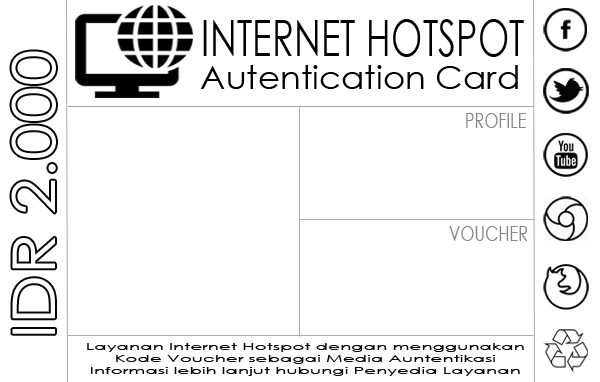 IDR 2.000
INTERNET HOTSPOT
Autentication Card
PROFILE
VOUCHER
Layanan Internet Hotspot dengan menggunakan
Kode Voucher sebagai Media Auntentikasi
Informasi lebih lanjut hubungi Penyedia Layanan
f
You
Tube